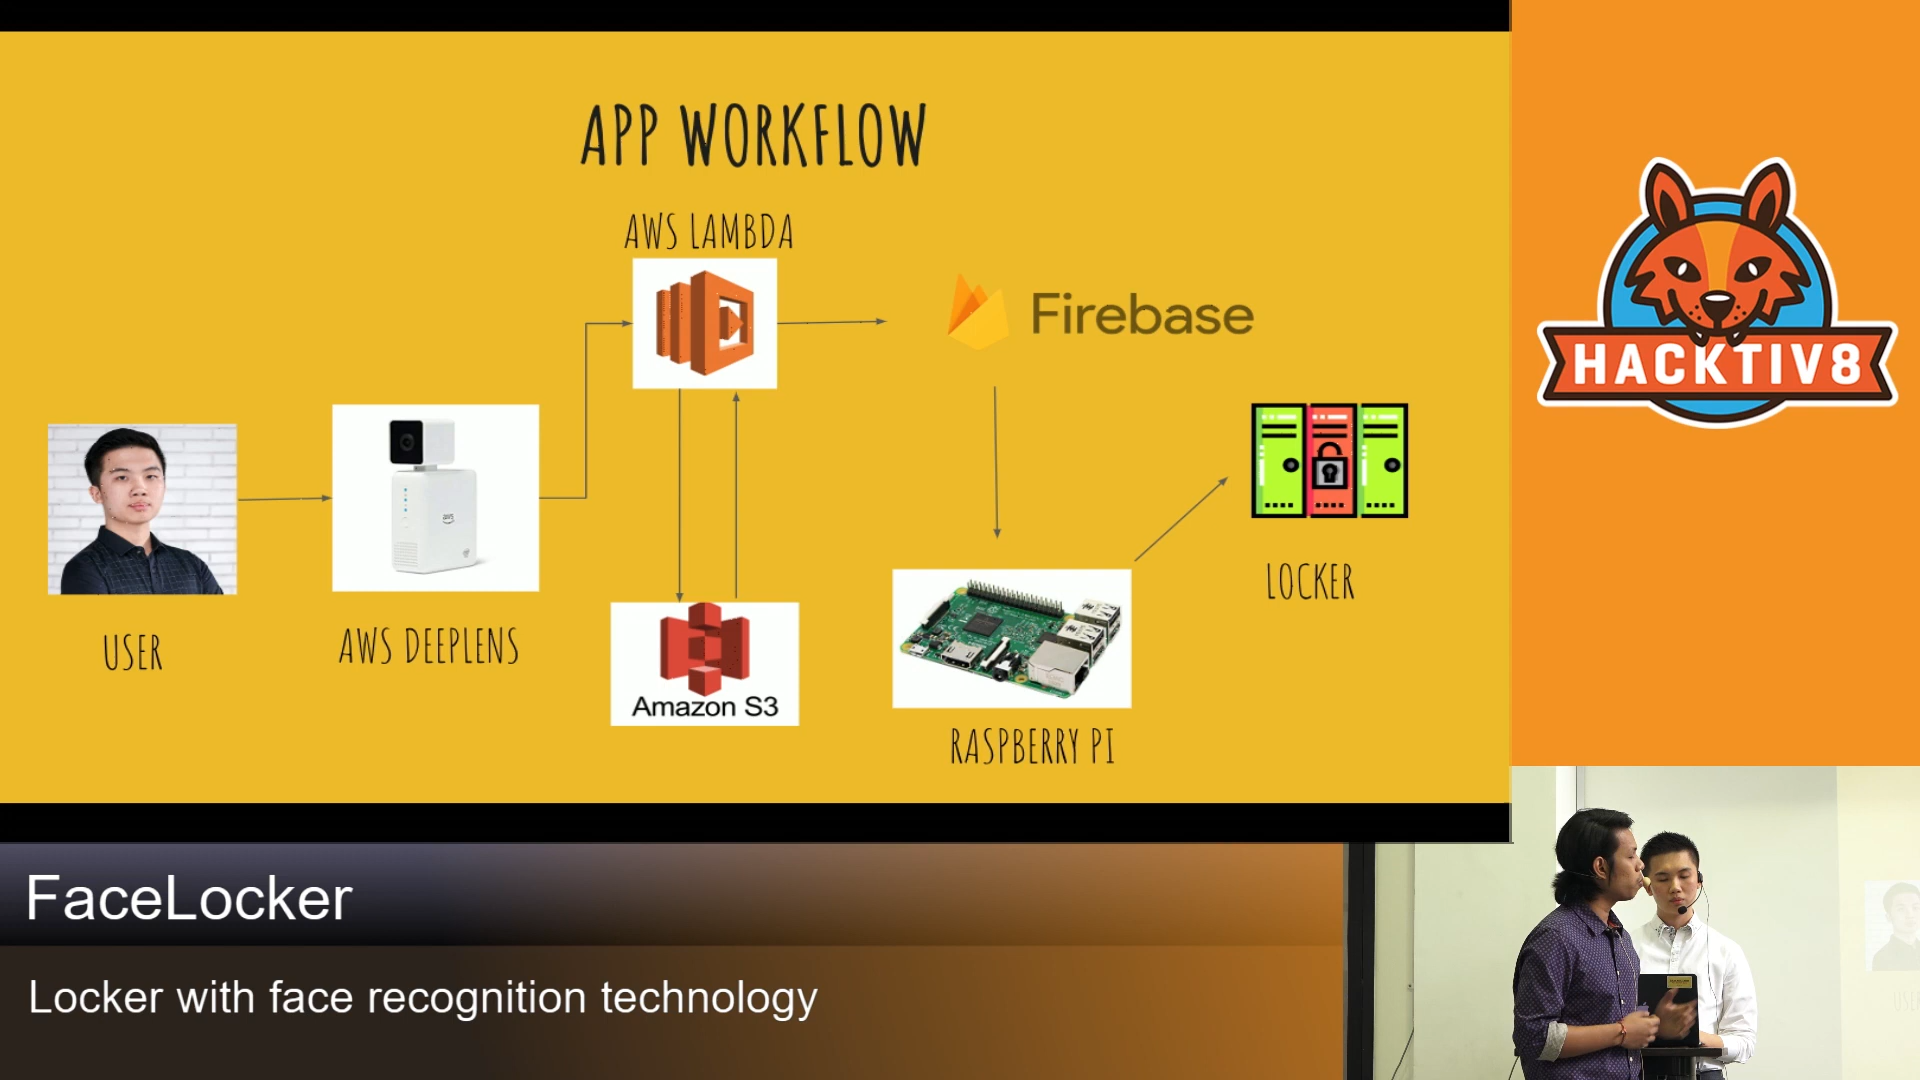 APP WORKFLOW
AWS LAMBDA
Firebase
HACKTIV8
aws
USER
AWS DEEPLENS
Amazon S3
RASPBERRY PI
LOCKER
FaceLocker
Locker with face recognition technology